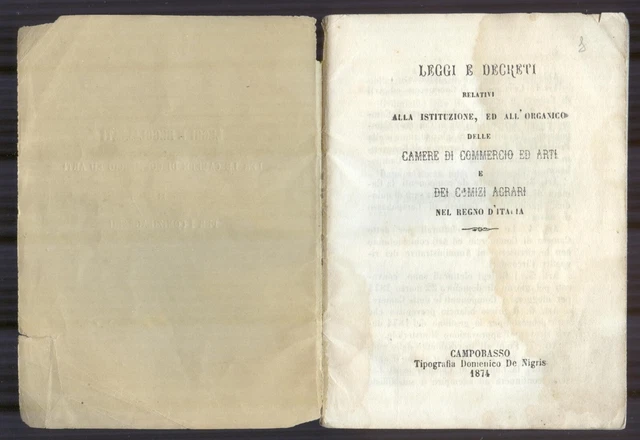 LEGGI E DECRETI
RELATIVI
ALLA ISTITUZIONE, ED ALL'ORGANICO
DELLE
CAMERE DI COMMERCIO ED ARTI
E
DEI COMIZI AGRARI
NEL REGNO D'ITALIA
CAMPOBASSO
Tipografia Domenico De Nigris
1874